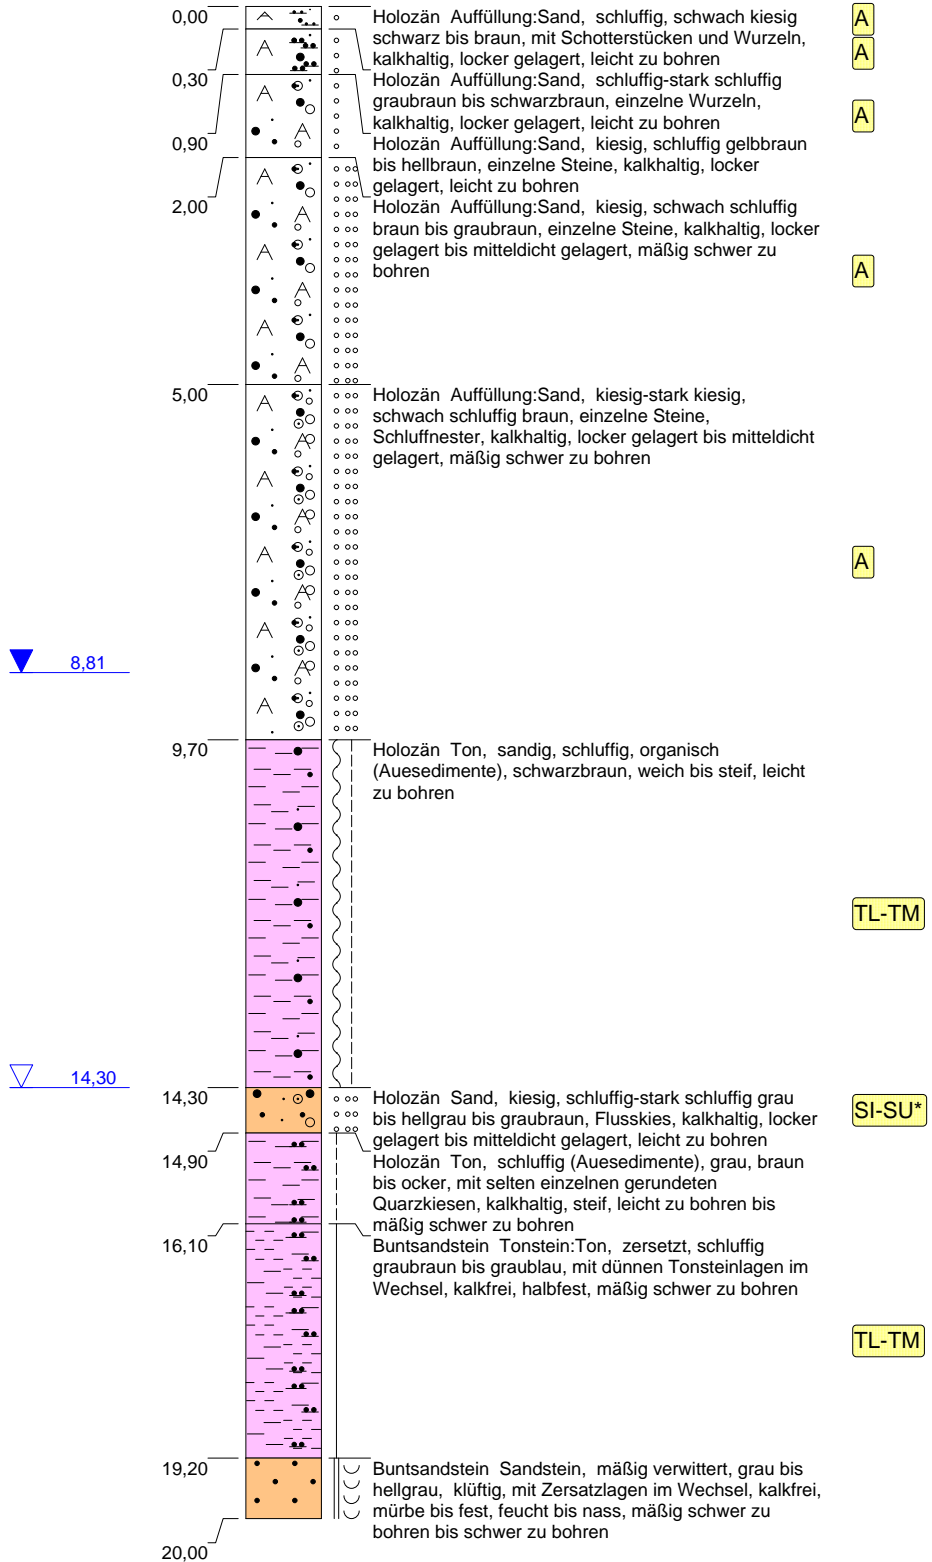 0,00
Holozän Auffüllung:Sand, schluffig, schwach kiesig
schwarz bis braun, mit Schotterstücken und Wurzeln,
kalkhaltig, locker gelagert, leicht zu bohren
A
A
0,30
Holozän Auffüllung:Sand, schluffig-stark schluffig
graubraun bis schwarzbraun, einzelne Wurzeln,
kalkhaltig, locker gelagert, leicht zu bohren
A
0,90
Holozän Auffüllung:Sand, kiesig, schluffig gelbbraun
bis hellbraun, einzelne Steine, kalkhaltig, locker
gelagert, leicht zu bohren
2,00
Holozän Auffüllung:Sand, kiesig, schwach schluffig
braun bis graubraun, einzelne Steine, kalkhaltig, locker
gelagert bis mitteldicht gelagert, mäßig schwer zu
bohren
A
5,00
Holozän Auffüllung:Sand, kiesig-stark kiesig,
schwach schluffig braun, einzelne Steine,
Schluffnester, kalkhaltig, locker gelagert bis mitteldicht
gelagert, mäßig schwer zu bohren
A
8,81
9,70
Holozän Ton, sandig, schluffig, organisch
(Auesedimente), schwarzbraun, weich bis steif, leicht
zu bohren
TL-TM
14,30
14,30
Holozän Sand, kiesig, schluffig-stark schluffig grau
bis hellgrau bis graubraun, Flusskies, kalkhaltig, locker
gelagert bis mitteldicht gelagert, leicht zu bohren
SI-SU*
14,90
Holozän Ton, schluffig (Auesedimente), grau, braun
bis ocker, mit selten einzelnen gerundeten
Quarzkiesen, kalkhaltig, steif, leicht zu bohren bis
mäßig schwer zu bohren
16,10
Buntsandstein Tonstein:Ton, zersetzt, schluffig
graubraun bis graublau, mit dünnen Tonsteinlagen im
Wechsel, kalkfrei, halbfest, mäßig schwer zu bohren
TL-TM
19,20
Buntsandstein Sandstein, mäßig verwittert, grau bis
hellgrau, klüftig, mit Zersatzlagen im Wechsel, kalkfrei,
mürbe bis fest, feucht bis nass, mäßig schwer zu
bohren bis schwer zu bohren
20,00